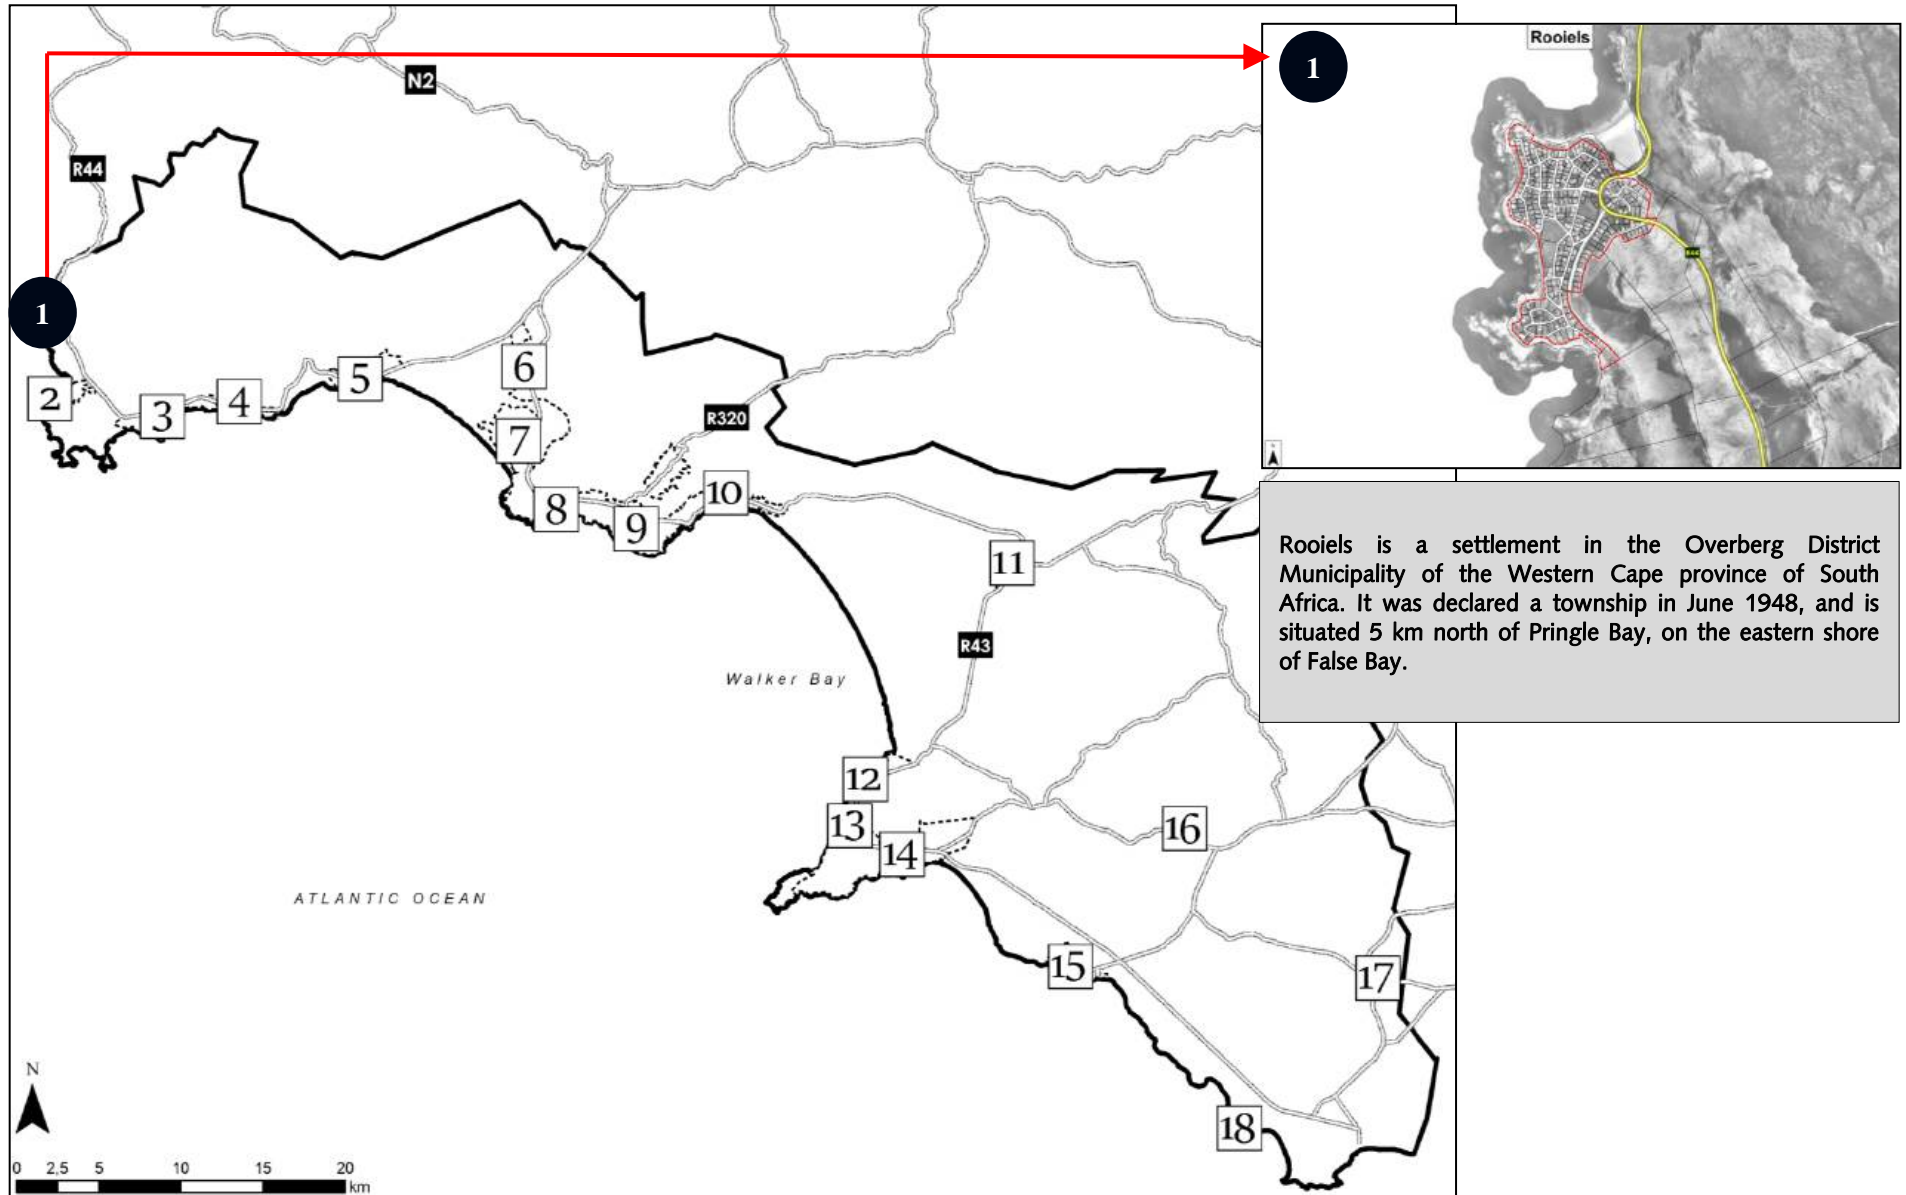 Rooiels
1
N2
R44
R44
1
2
3
4
5
6
7
R320
8
9
10
11
Rooiels is a settlement in the Overberg District
Municipality of the Western Cape province of South
Africa. It was declared a township in June 1948, and is
situated 5 km north of Pringle Bay, on the eastern shore
of False Bay.
R43
Walker Bay
12
13
14
16
ATLANTIC OCEAN
15
17
18
N
0 2,5 5 10 15 20
km